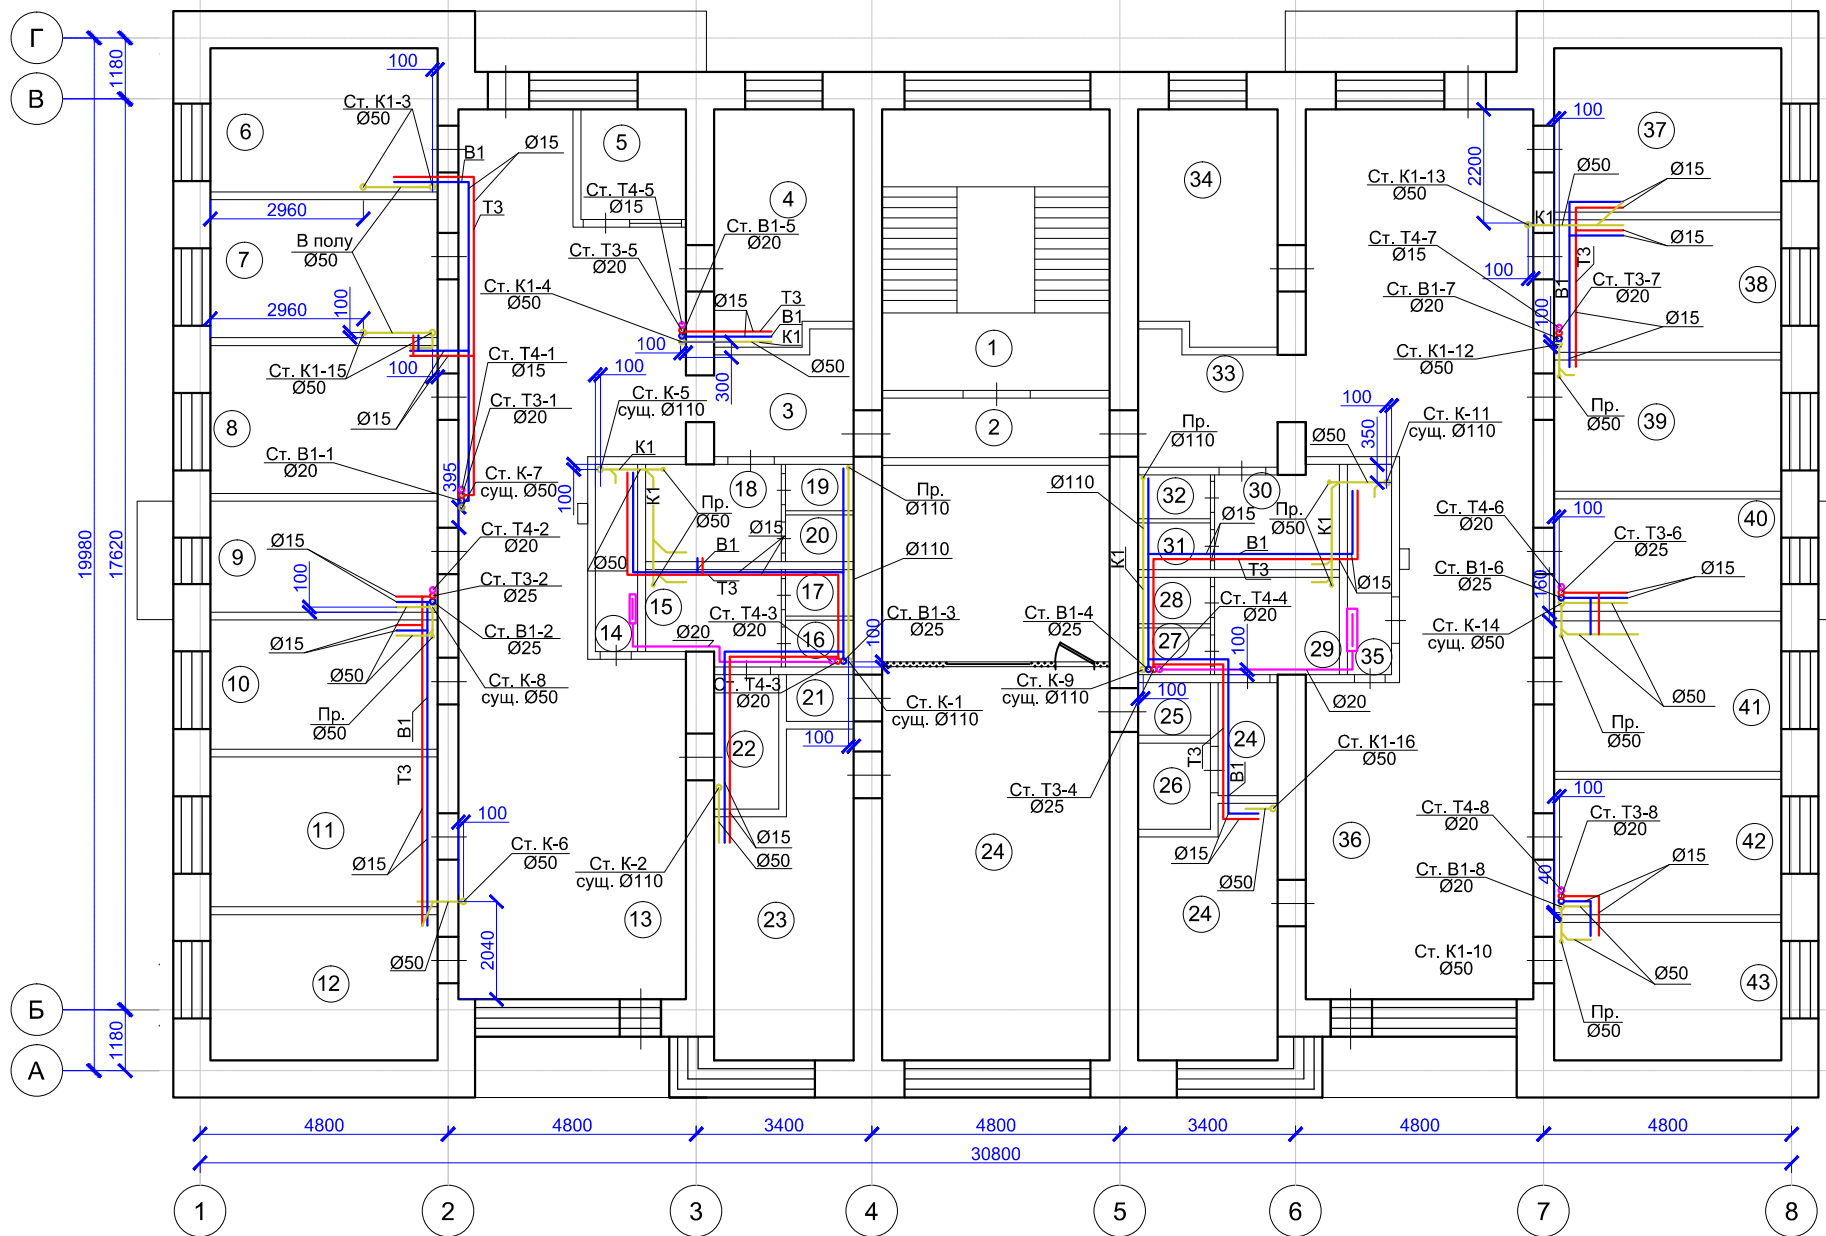 Г
В
Б
А
1180
19980
17620
1180
100
Ст. К1-3
Ø50
6
В1
Ø15
5
Т3
2960
В полу
Ø50
7
2960
100
Ст. К1-15
Ø50
100
Ø15
8
Ст. В1-1
Ø20
395
Ст. Т4-5
Ø15
4
Ст. В1-5
Ø20
Ст. Т3-5
Ø20
Ст. К1-4
Ø50
Ø15
Т3
В1
К1
100
300
Ø50
Ст. Т4-1
Ø15
100
Ст. Т3-1
Ø20
Ст. К-5
сущ. Ø110
3
К1
Ст. К-7
сущ. Ø50
100
К1
18
19
Пр.
Ø50
Пр.
Ø110
Ст. Т4-2
Ø20
Ø15
20
9
Ø15
100
Ø50
В1
Т3
Ø110
Ст. Т3-2
Ø25
15
17
Ст. Т4-3
Ø20
Ст. В1-3
Ø25
Ст. В1-2
Ø25
14
16
100
Ø15
Ø20
10
Ø50
Ст. К-8
сущ. Ø50
Ст. Т4-3
Ø20
21
Ст. К-1
сущ. Ø110
Пр.
Ø50
В1
Т3
22
100
11
100
Ø15
Ст. К-6
Ø50
Ст. К-2
сущ. Ø110
Ø15
Ø50
13
23
2040
Ø50
12
1
2
34
33
2200
Ст. К1-13
Ø50
К1
100
37
Ø50
Ø15
Ст. Т4-7
Ø15
Ø15
Т3
100
В1
Ст. Т3-7
Ø20
38
Ст. В1-7
Ø20
100
Ø15
Ст. К1-12
Ø50
Пр.
Ø50
39
Пр.
Ø110
100
350
Ø50
Ст. К-11
сущ. Ø110
Ø110
32
30
Пр.
Ø50
К1
Ст. Т4-6
Ø20
100
40
31
Ø15
В1
Т3
Ст. Т3-6
Ø25
К1
Ø15
Ст. В1-6
Ø25
160
Ø15
28
Ст. Т4-4
Ø20
Ст. В1-4
Ø25
27
100
29
35
Ст. К-14
сущ. Ø50
Ст. К-9
сущ. Ø110
100
Ø20
Ø50
25
24
41
Т3
В1
Ст. К1-16
Ø50
Пр.
Ø50
Ст. Т3-4
Ø25
26
100
Ст. Т4-8
Ø20
Ст. Т3-8
Ø20
24
36
42
Ø15
Ø15
Ст. В1-8
Ø20
40
Ø50
24
Ст. К1-10
Ø50
Ø50
43
Пр.
Ø50
4800
4800
3400
4800
3400
4800
4800
30800
1
2
3
4
5
6
7
8